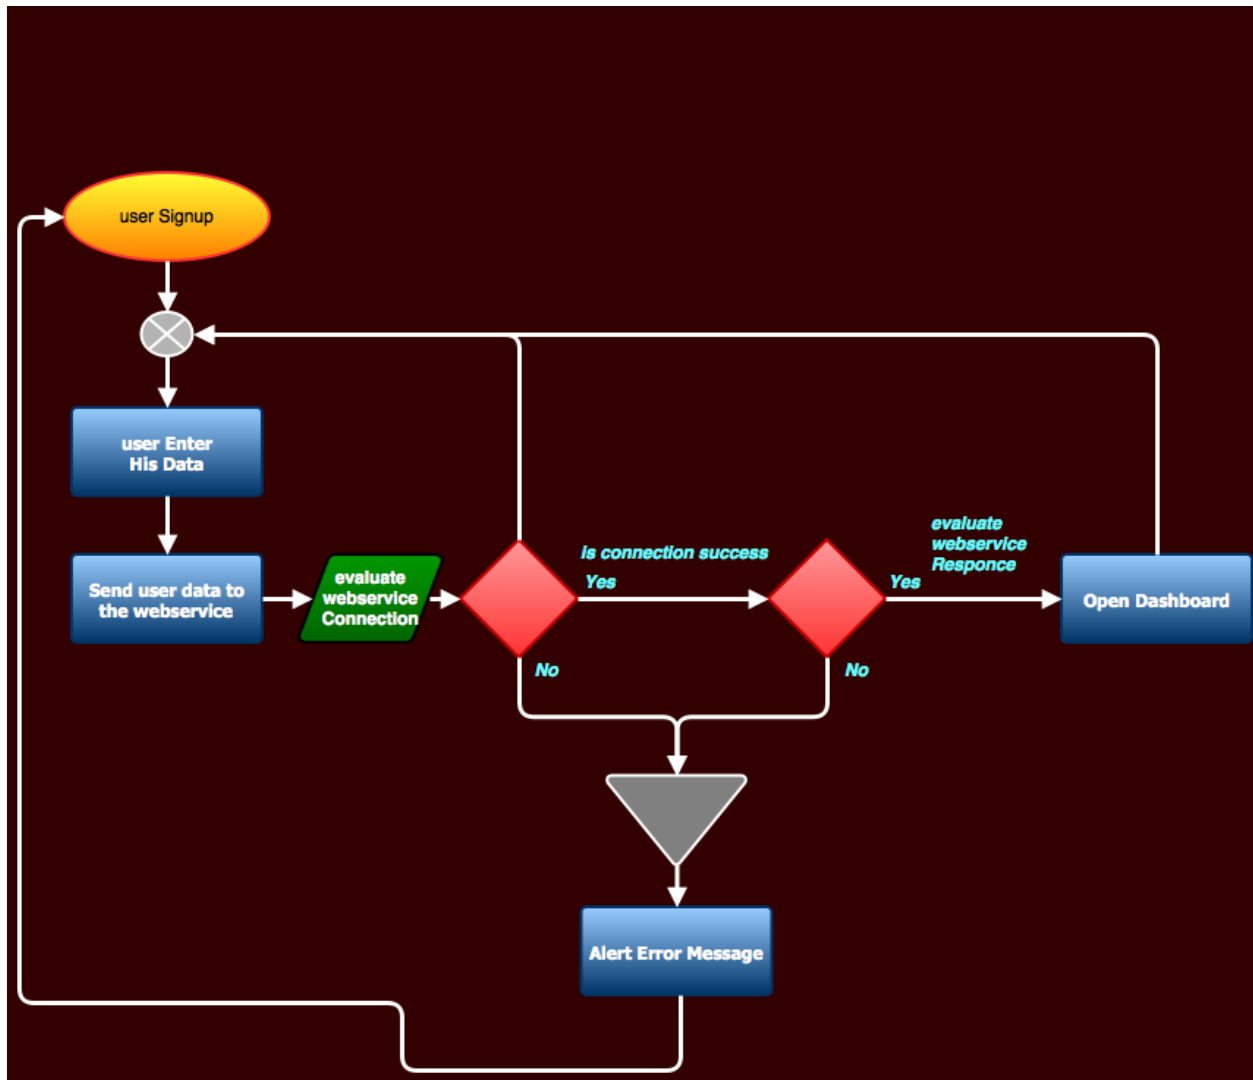 user Signup
user Enter
His Data
Send user data to
the webservice
evaluate
webservice
Connection
is connection success
Yes
No
evaluate
webservice
Responce
Yes
No
Open Dashboard
Alert Error Message